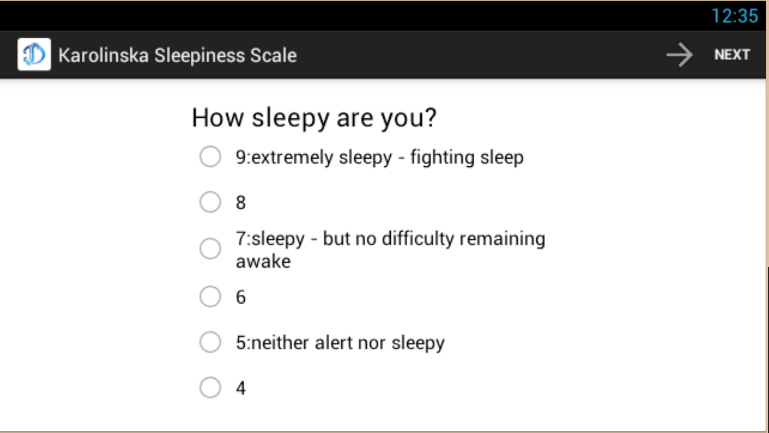 12:35
Karolinska Sleepiness Scale
NEXT
How sleepy are you?
9:extremely sleepy - fighting sleep
8
7:sleepy - but no difficulty remaining
awake
6
5:neither alert nor sleepy
4